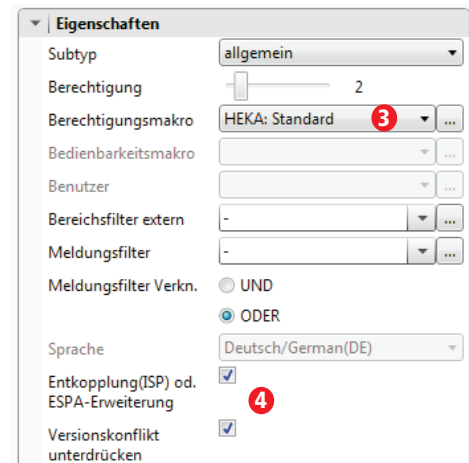 Eigenschaften
Subtyp allgemein
Berechtigung 2
Berechtigungsmakro HEKA: Standard 3 ...
Bedienbarkeitsmakro ...
Benutzer ...
Bereichsfilter extern - ...
Meldungsfilter - ...
Meldungsfilter Verkn. UND
ODER
Sprache Deutsch/German(DE)
Entkopplung(ISP) od.
ESPA-Erweiterung 4
Versionskonflikt
unterdrücken